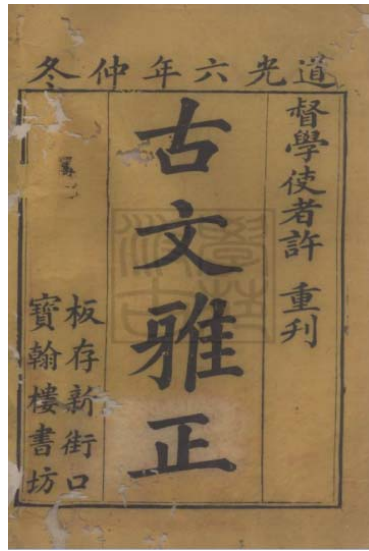 道光六年仲冬
督學使者許 重刊
古文雅正
板存新街口
寶翰樓書坊